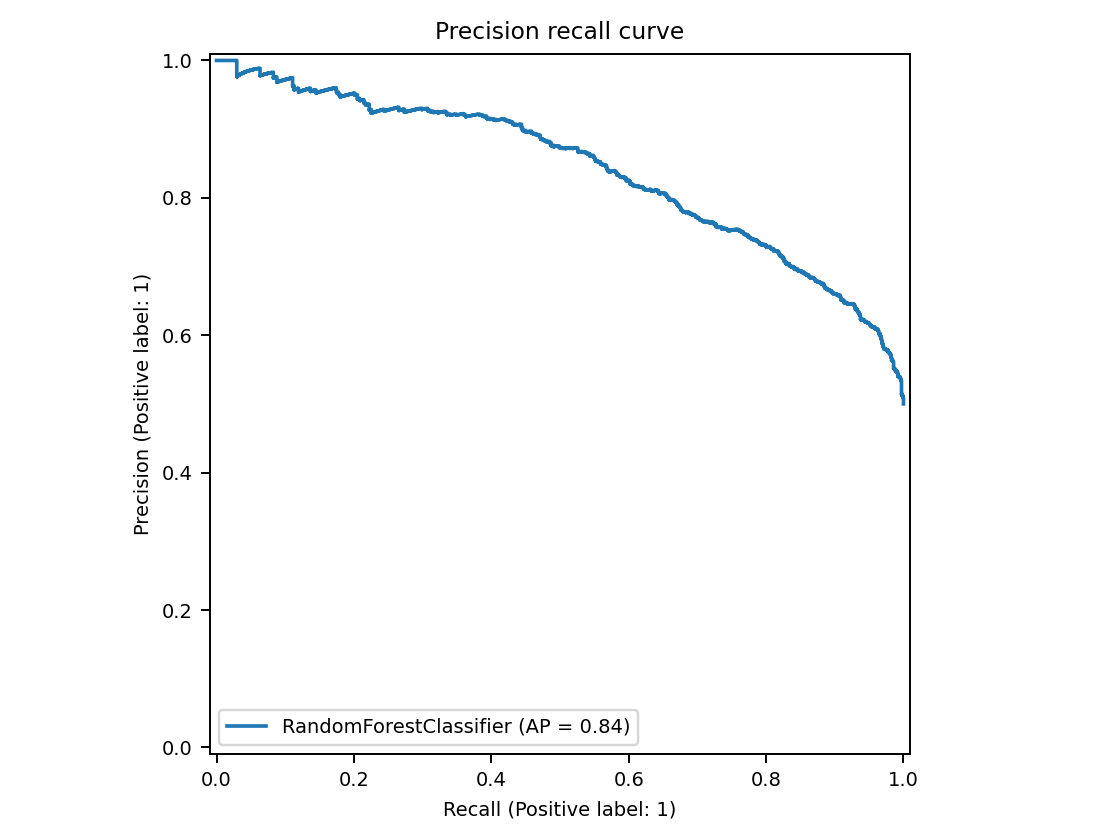 Precision recall curve
1.0
0.8
0.6
0.4
0.2
0.0
Precision (Positive label: 1)
RandomForestClassifier (AP = 0.84)
0.0 0.2 0.4 0.6 0.8 1.0
Recall (Positive label: 1)